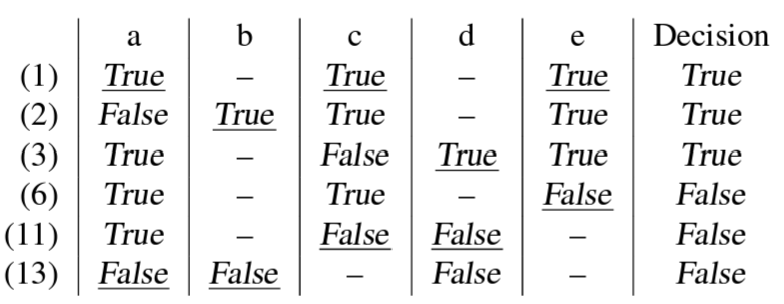 a b c d e Decision
(1) True – True – True True
(2) False True True – True True
(3) True – False True True True
(6) True – True – False False
(11) True – False False – False
(13) False False – False – False